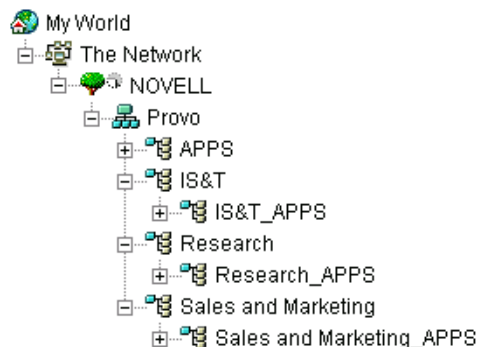 My World
The Network
NOVELL
Provo
APPS
IS&T
IS&T_APPS
Research
Research_APPS
Sales and Marketing
Sales and Marketing_APPS